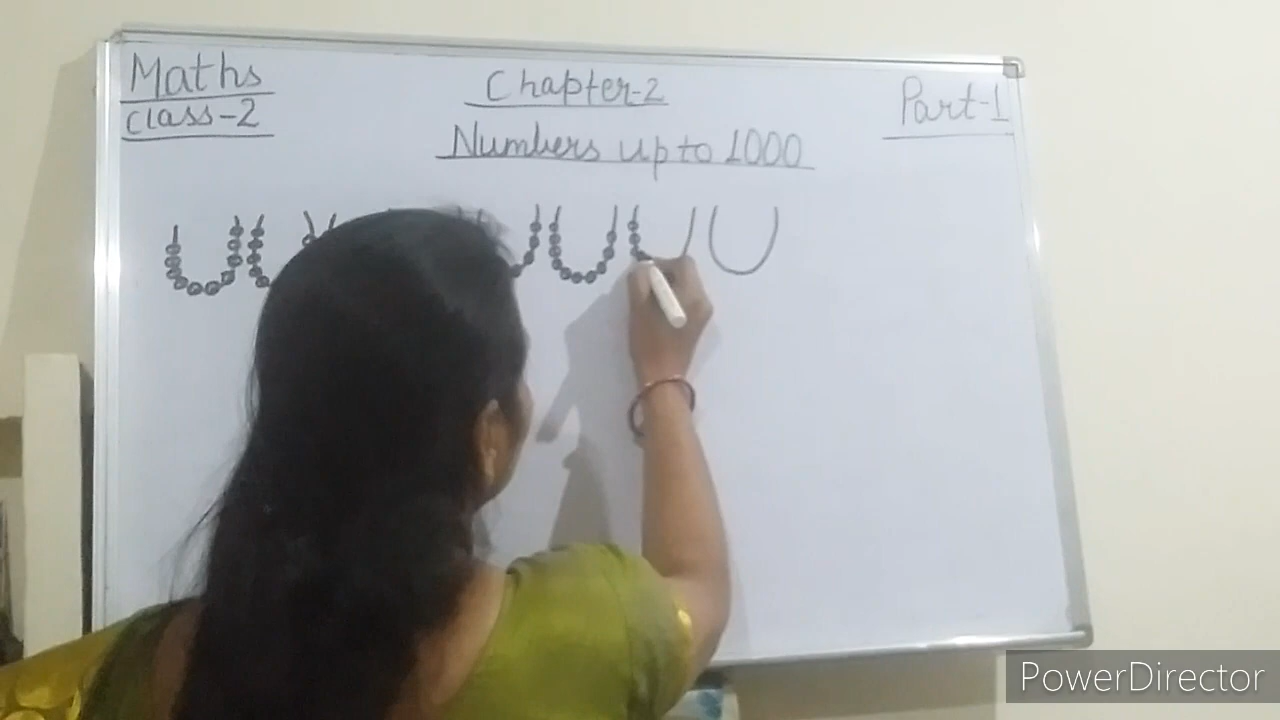 Maths
Class-2
Chapter-2
Part-1
Numbers up to 1000
PowerDirector